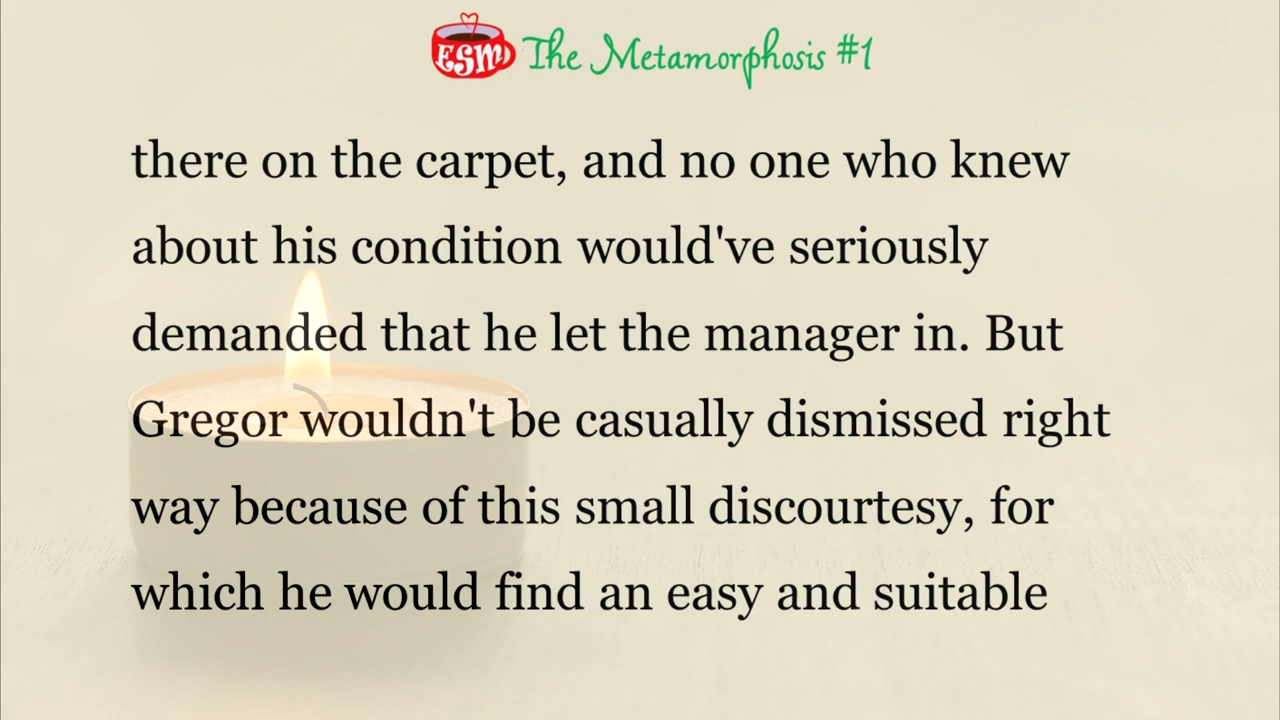 ESM The Metamorphosis #1
there on the carpet, and no one who knew
about his condition would've seriously
demanded that he let the manager in. But
Gregor wouldn't be casually dismissed right
way because of this small discourtesy, for
which he would find an easy and suitable